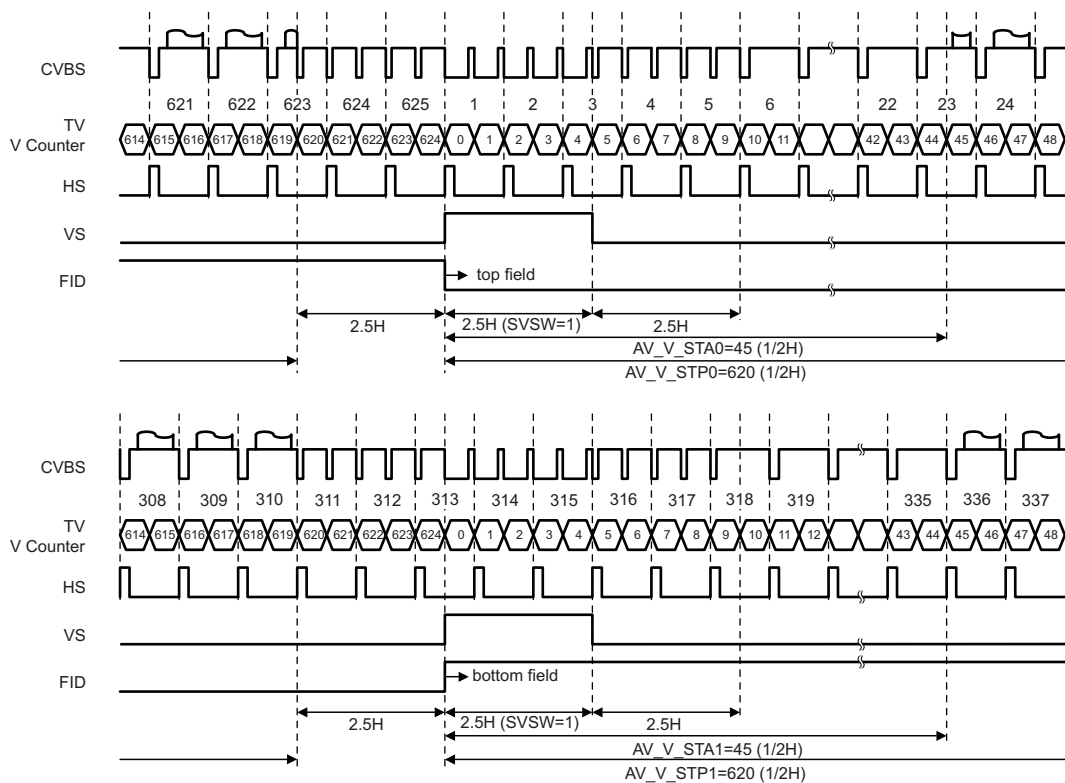 CVBS
621 622 623 624 625 1 2 3 4 5 6 22 23 24
TV
V Counter
614 615 616 617 618 619 620 621 622 623 624 0 1 2 3 4 5 6 7 8 9 10 11 42 43 44 45 46 47 48
HS
VS
FID
top field
2.5H 2.5H (SVSW=1) 2.5H
AV_V_STA0=45 (1/2H)
AV_V_STP0=620 (1/2H)
CVBS
308 309 310 311 312 313 314 315 316 317 318 319 335 336 337
TV
V Counter
614 615 616 617 618 619 620 621 622 623 624 0 1 2 3 4 5 6 7 8 9 10 11 12 43 44 45 46 47 48
HS
VS
FID
bottom field
2.5H 2.5H (SVSW=1) 2.5H
AV_V_STA1=45 (1/2H)
AV_V_STP1=620 (1/2H)